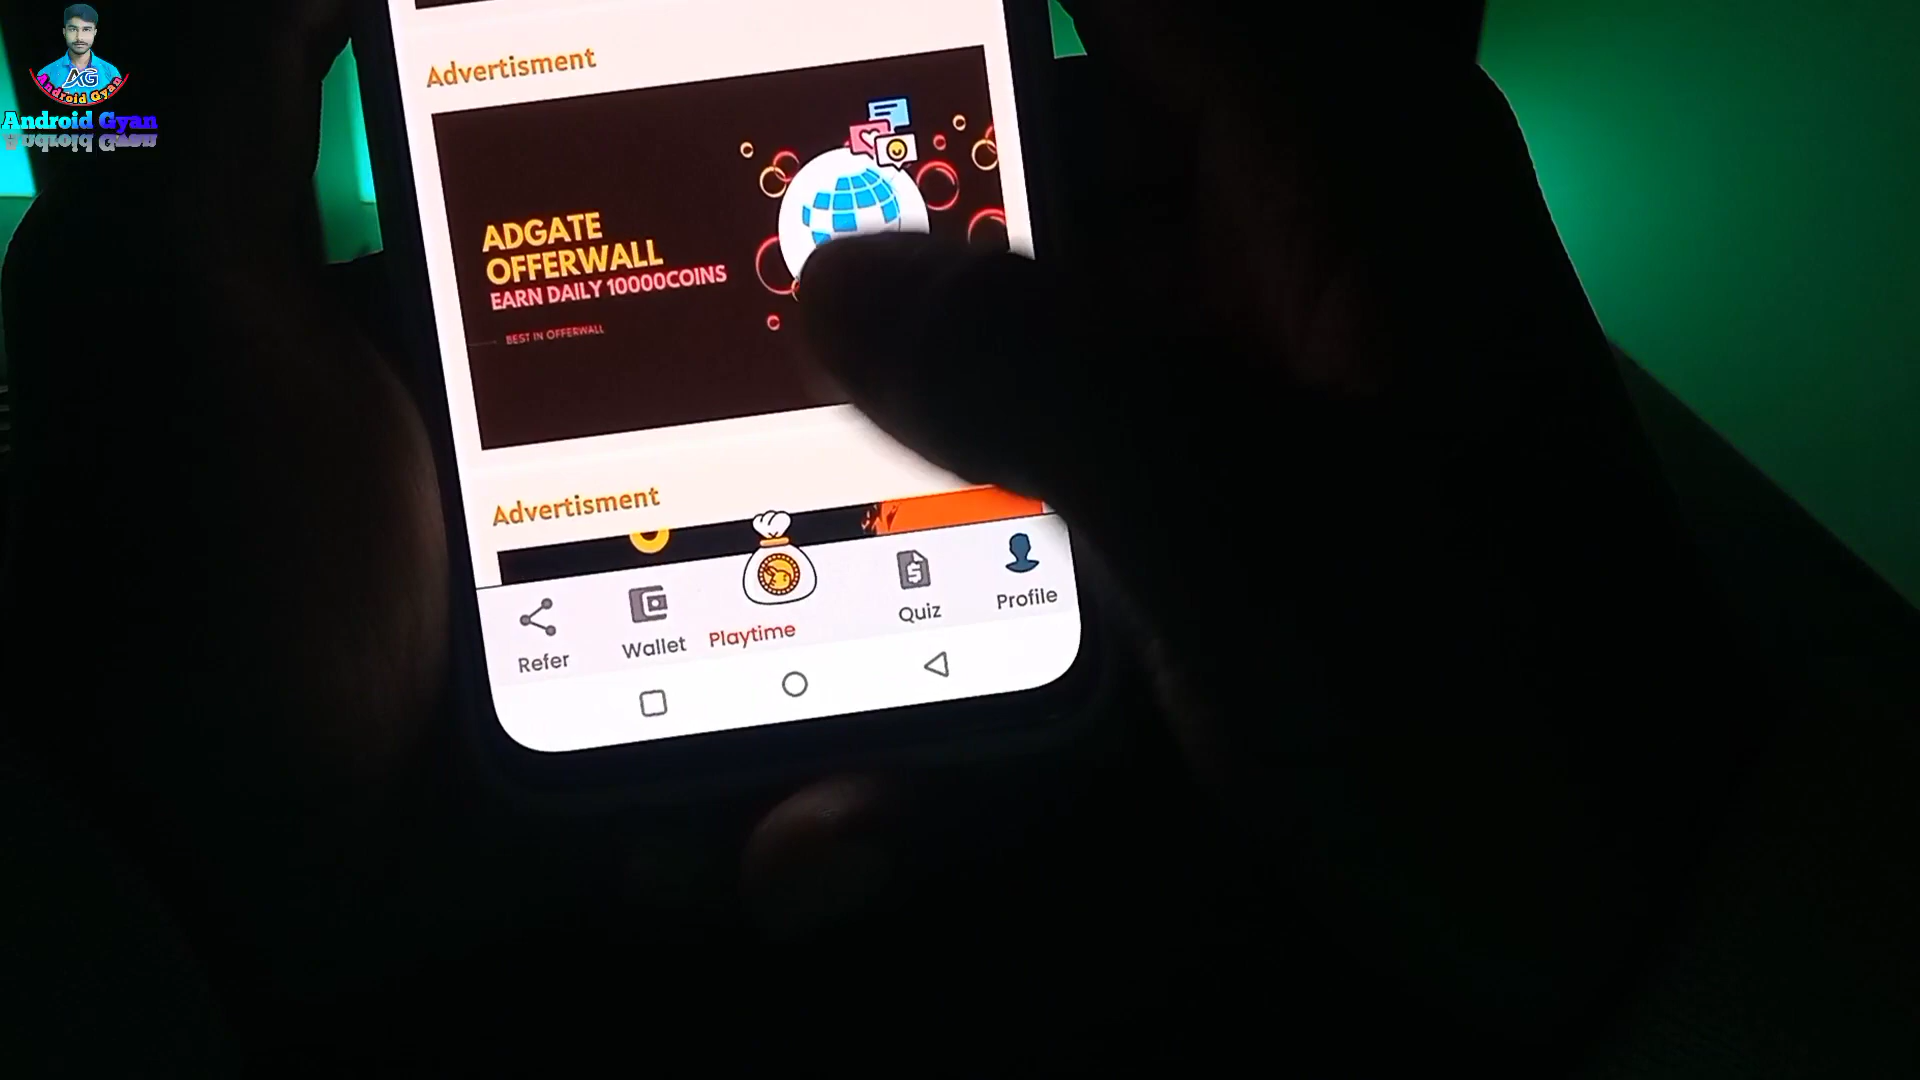 AG
Android Gyan
Android Gyan
Advertisment
ADGATE
OFFERWALL
EARN DAILY 10000COINS
BEST IN OFFERWALL
Advertisment
Refer
Wallet
Playtime
Quiz
Profile